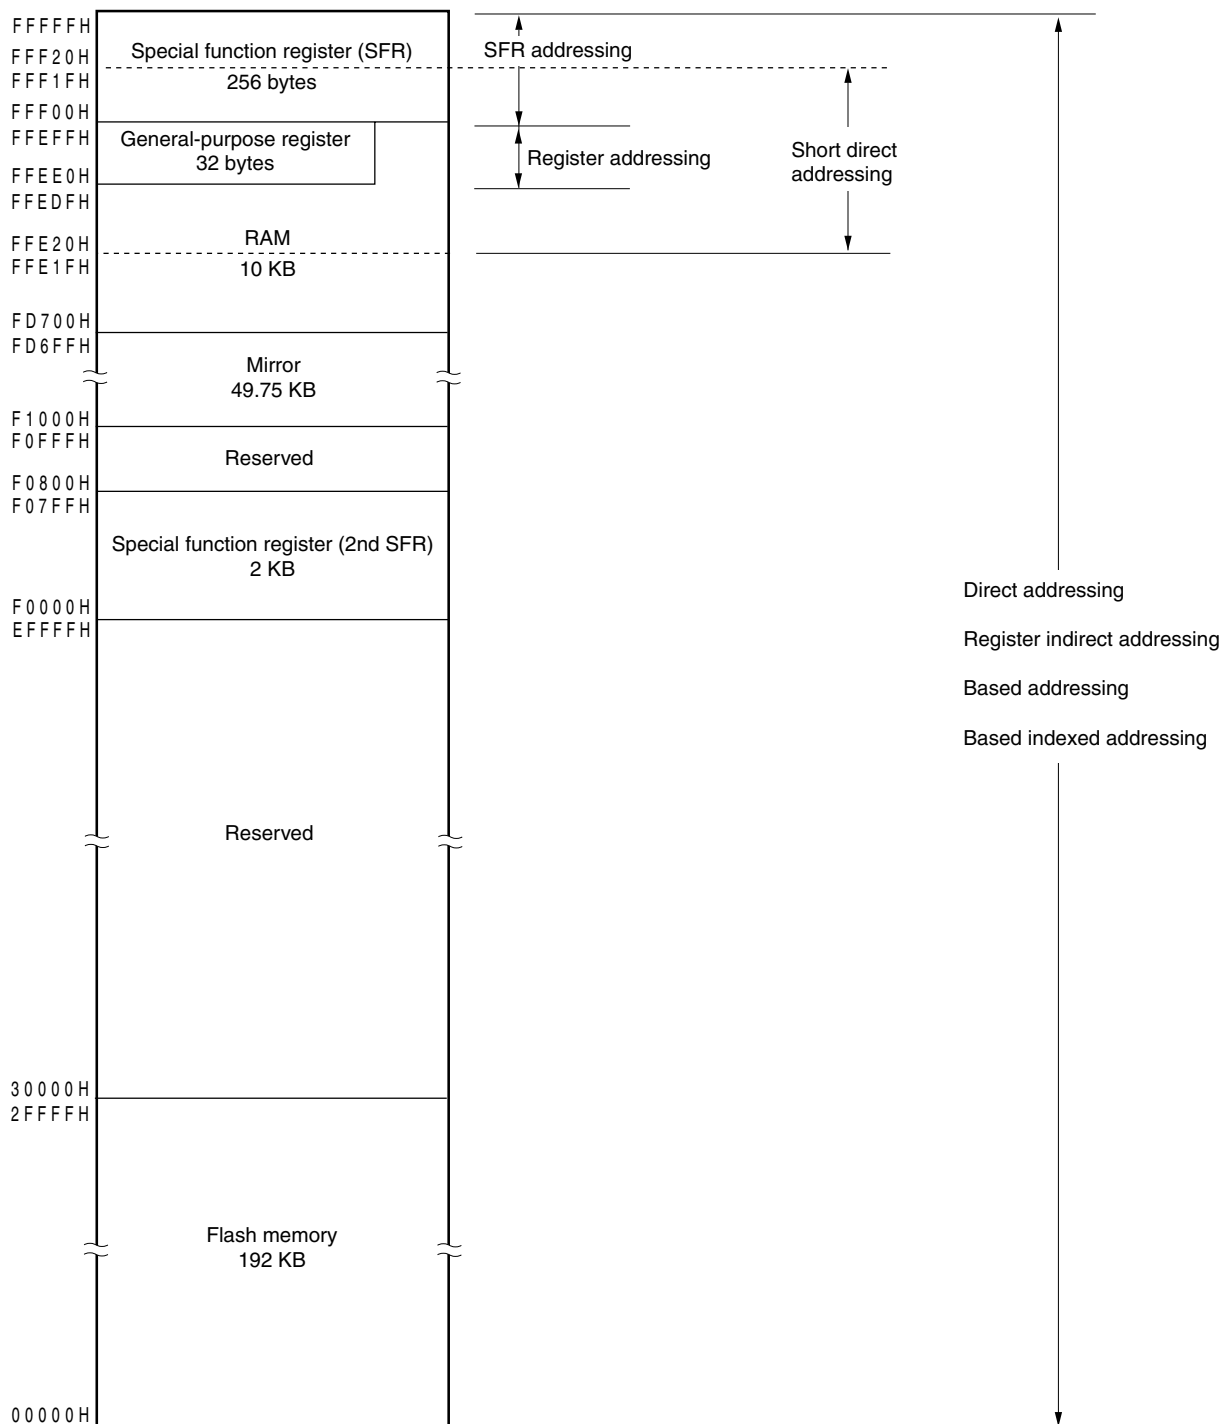 FFFFFH
Special function register (SFR)
SFR addressing
FFF20H
FFF1FH
256 bytes
FFF00H
FFEFFH
General-purpose register
32 bytes
Register addressing
Short direct
addressing
FFEE0H
FFEDFH
RAM
FFE20H
FFE1FH
10 KB
FD700H
FD6FFH
Mirror
49.75 KB
F1000H
F0FFFH
Reserved
F0800H
F07FFH
Special function register (2nd SFR)
2 KB
F0000H
EFFFFH
Direct addressing
Register indirect addressing
Based addressing
Based indexed addressing
Reserved
30000H
2FFFFH
Flash memory
192 KB
00000H